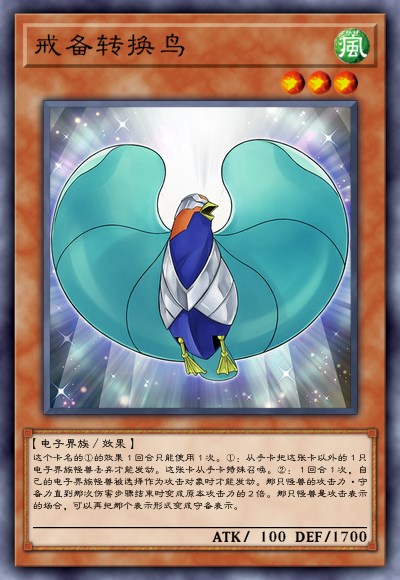 戒备转换鸟
風
【电子界族／效果】
这个卡名的①的效果1回合只能使用1次。①：从手卡把这张卡以外的1只
电子界族怪兽丢弃才能发动。这张卡从手卡特殊召唤。②：1回合1次，自
己的电子界族怪兽被选择作为攻击对象时才能发动。那只怪兽的攻击力·守
备力直到那次伤害步骤结束时变成原本攻击力的2倍。那只怪兽是攻击表示
的场合，可以再把那个表示形式变成守备表示。
ATK/ 100 DEF/1700